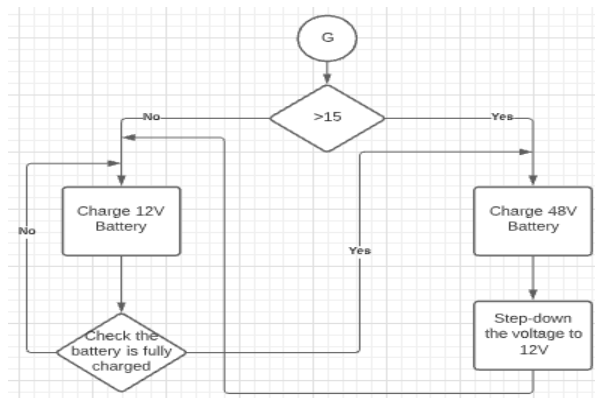 G
>15
No
Yes
Charge 12V
Battery
Charge 48V
Battery
No
Yes
Step-down
the voltage to
12V
Check the
battery is fully
charged